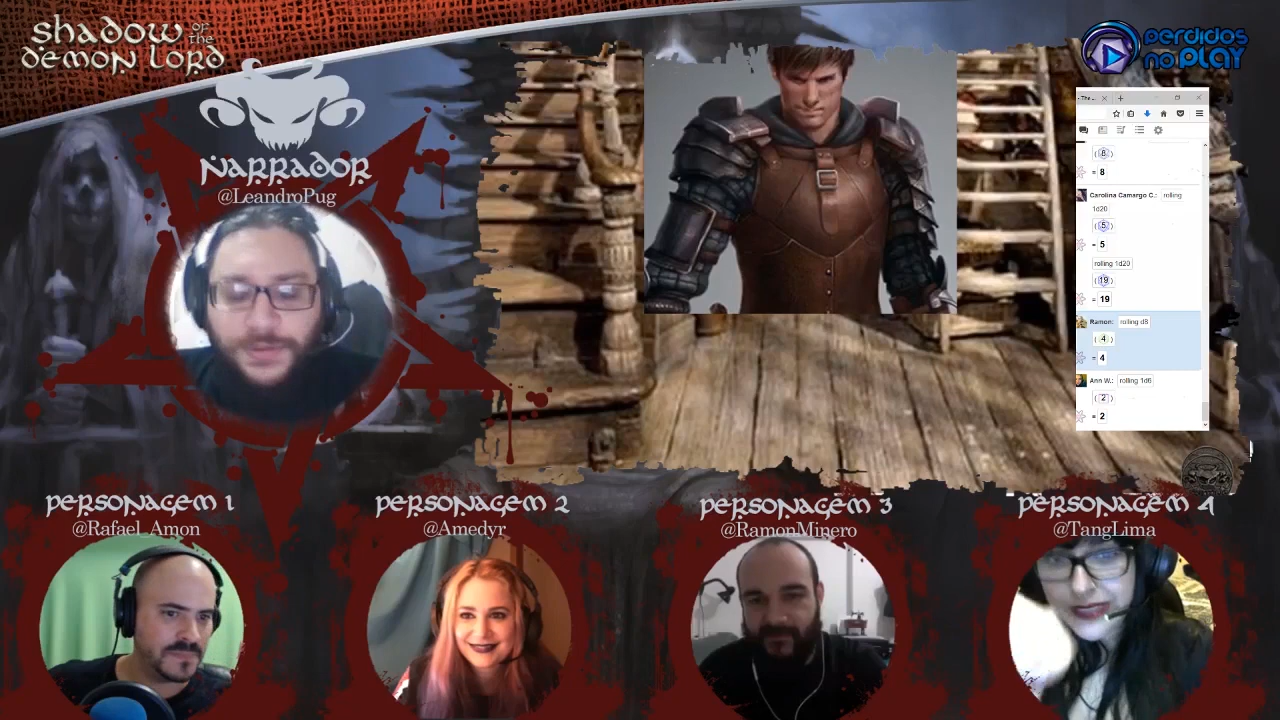 Shadow of the Demon Lord
perdidos no PLAY
NARRADOR
@LeandroPug
(8)
= 8
Carolina Camargo C.: rolling
1d20
(5)
= 5
rolling 1d20
(19)
= 19
Ramon: rolling d8
(4)
= 4
Ann W.: rolling 1d6
(2)
= 2
PERSONAGEM 1
@Rafael_Amon
PERSONAGEM 2
@Amedyr
PERSONAGEM 3
@RamonMinero
PERSONAGEM 4
@TangLima